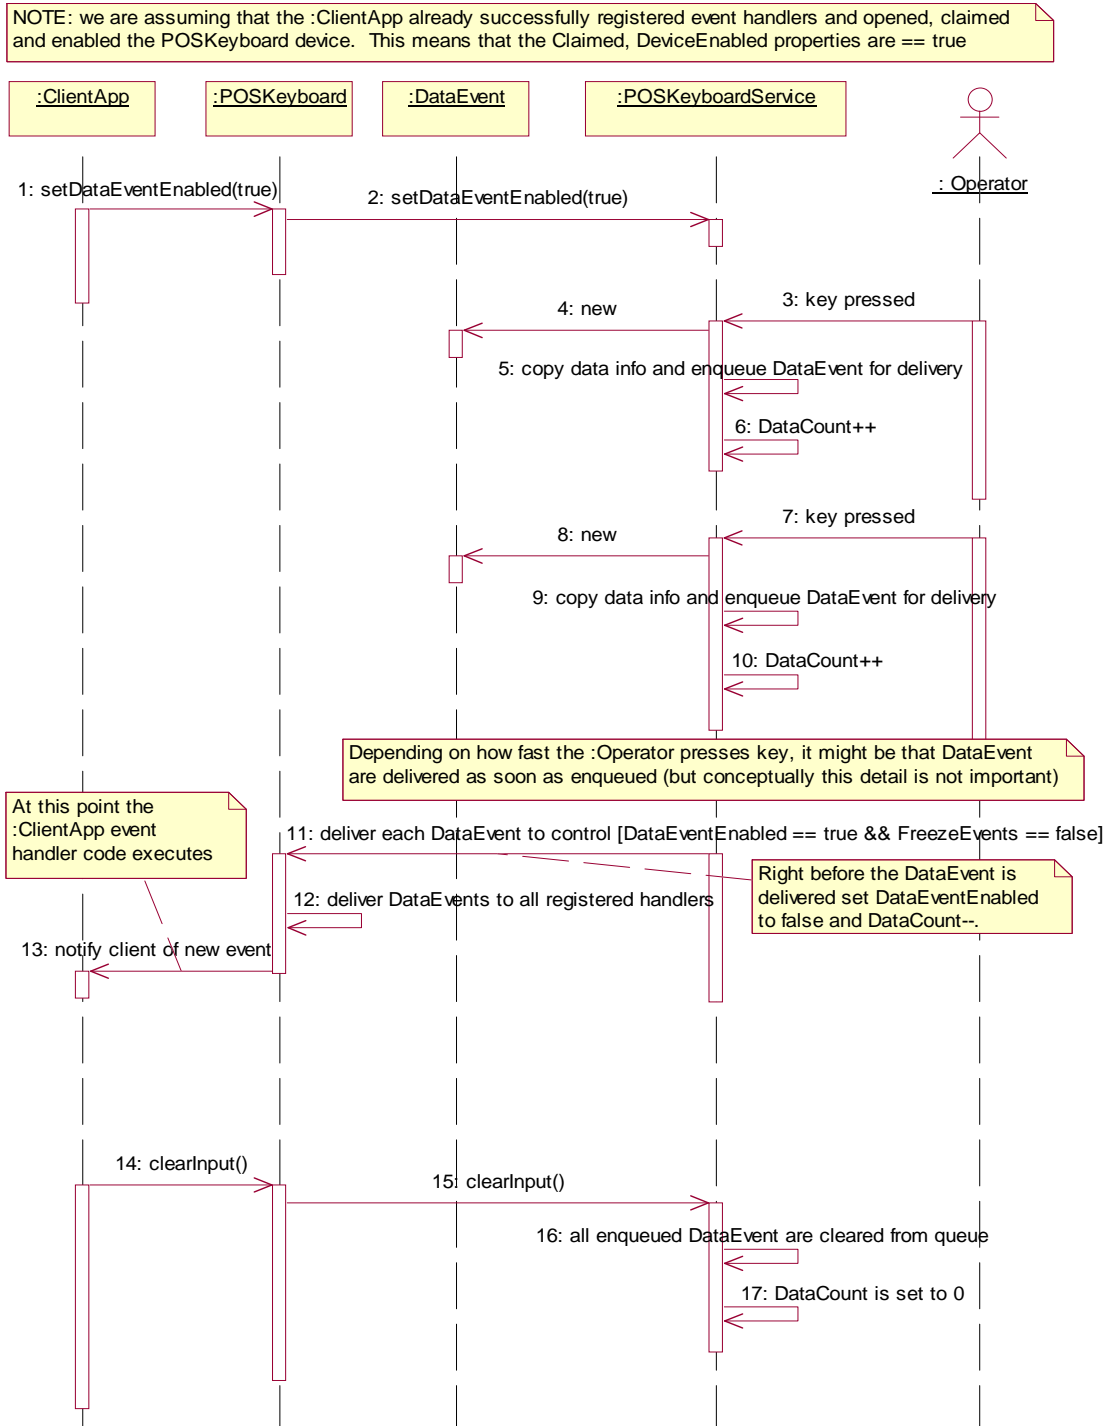 NOTE: we are assuming that the :ClientApp already successfully registered event handlers and opened, claimed
and enabled the POSKeyboard device.  This means that the Claimed, DeviceEnabled properties are == true
:ClientApp
:POSKeyboard
:DataEvent
:POSKeyboardService
: Operator
1: setDataEventEnabled(true)
2: setDataEventEnabled(true)
3: key pressed
4: new
5: copy data info and enqueue DataEvent for delivery
6: DataCount++
7: key pressed
8: new
9: copy data info and enqueue DataEvent for delivery
10: DataCount++
Depending on how fast the :Operator presses key, it might be that DataEvent
are delivered as soon as enqueued (but conceptually this detail is not important)
At this point the
:ClientApp event
handler code executes
11: deliver each DataEvent to control [DataEventEnabled == true && FreezeEvents == false]
Right before the DataEvent is
delivered set DataEventEnabled
to false and DataCount--.
12: deliver DataEvents to all registered handlers
13: notify client of new event
14: clearInput()
15: clearInput()
16: all enqueued DataEvent are cleared from queue
17: DataCount is set to 0